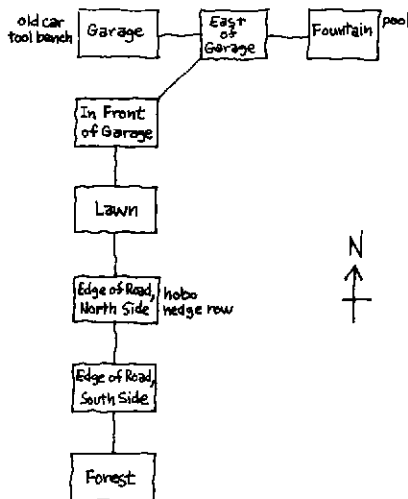 old car
tool bench
Garage
East
of
Garage
Fountain
pool
In Front
of Garage
Lawn
N
Edge of Road,
North Side
hobo
hedge row
Edge of Road,
South Side
Forest